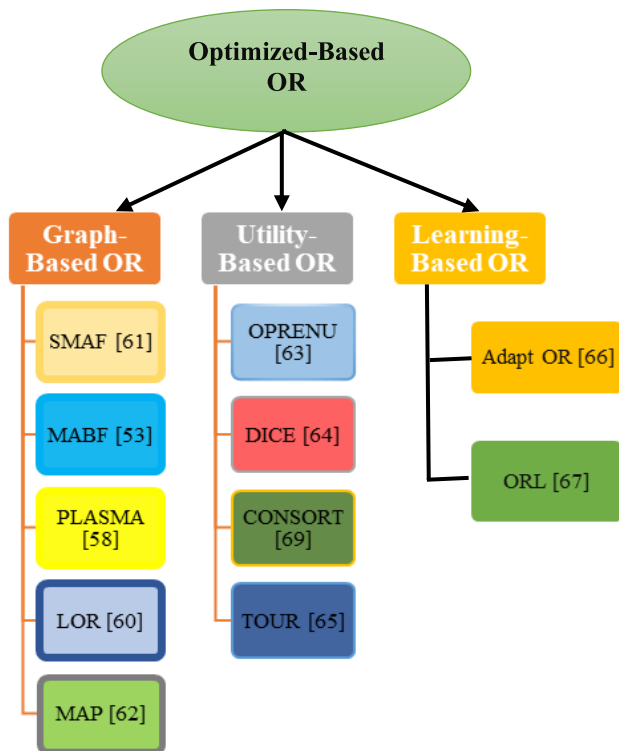 Optimized-Based
OR
Graph-
Based OR
SMAF [61]
MABF [53]
PLASMA
[58]
LOR [60]
MAP [62]
Utility-
Based OR
OPRENU
[63]
DICE [64]
CONSORT
[69]
TOUR [65]
Learning-
Based OR
Adapt OR [66]
ORL [67]